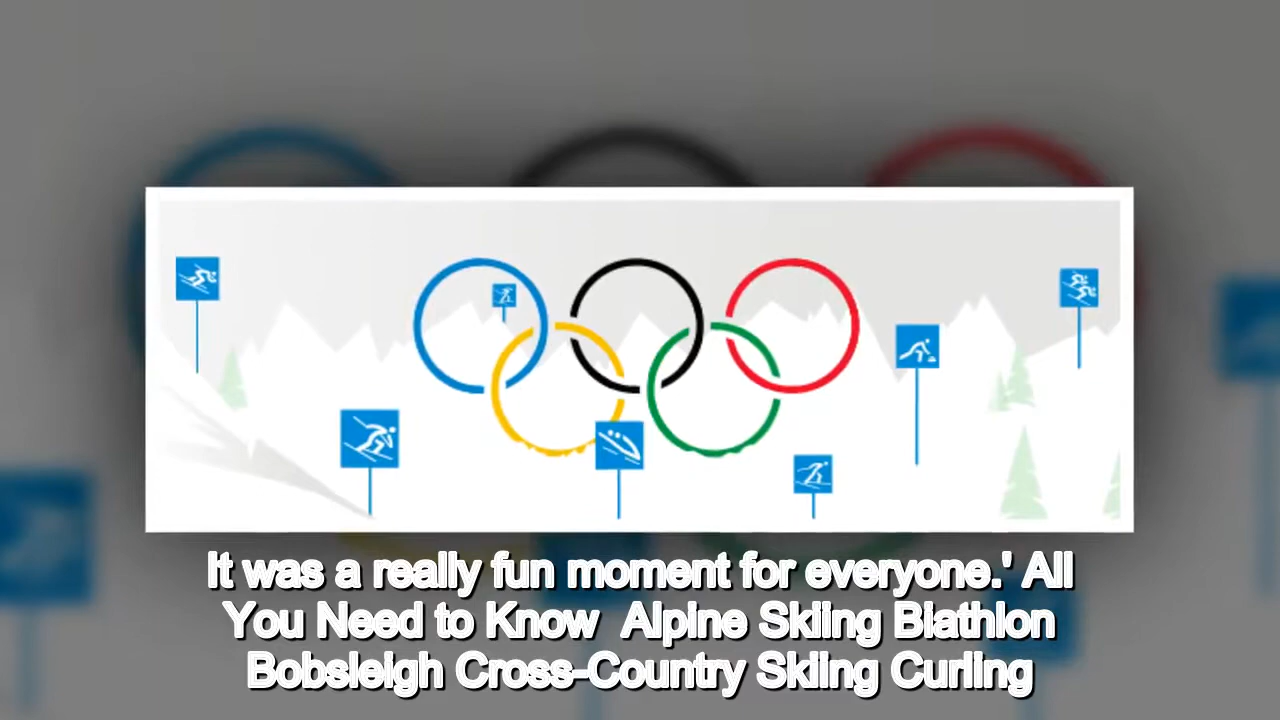 It was a really fun moment for everyone.' All
You Need to Know  Alpine Skiing Biathlon
Bobsleigh Cross-Country Skiing Curling